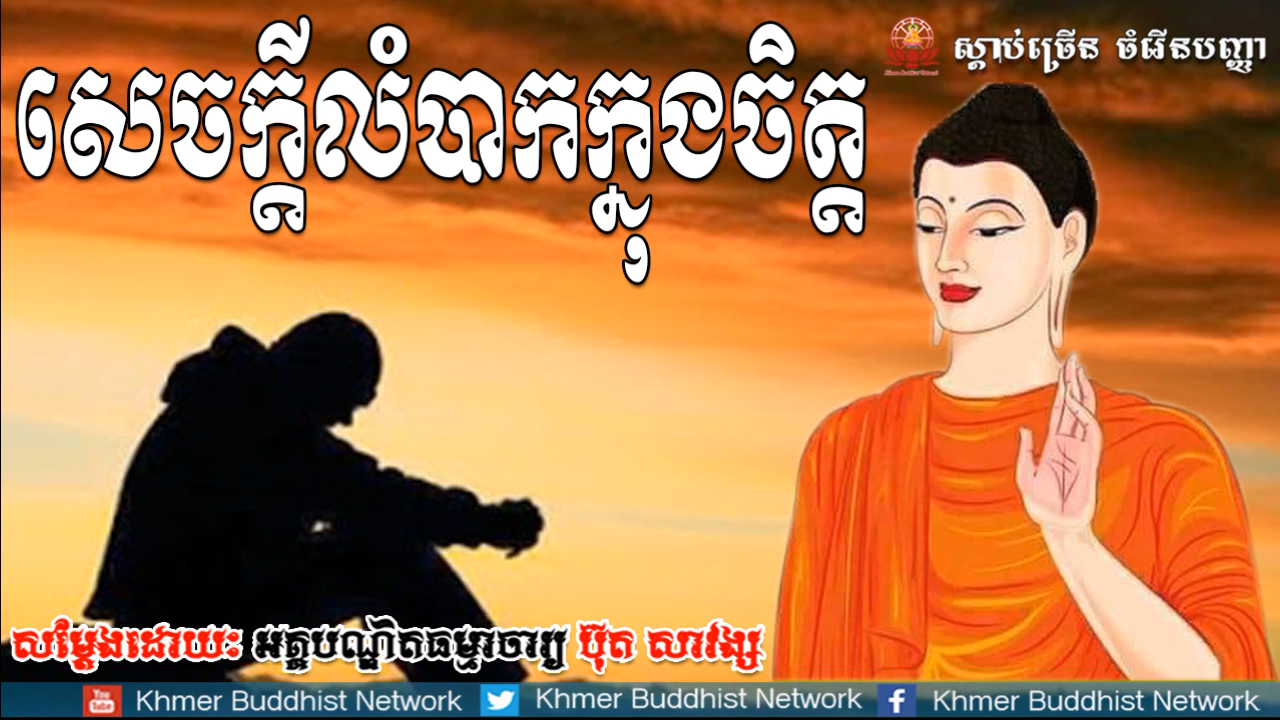 ស្តាប់ច្រើន ចំរើនបញ្ញា
សេចក្តីលំបាកក្នុងចិត្ត
សម្តែងដោយ៖ អគ្គបណ្ឌិតធម្មាចារ្យ ប៊ុត សាវង្ស
Khmer Buddhist Network Khmer Buddhist Network Khmer Buddhist Network